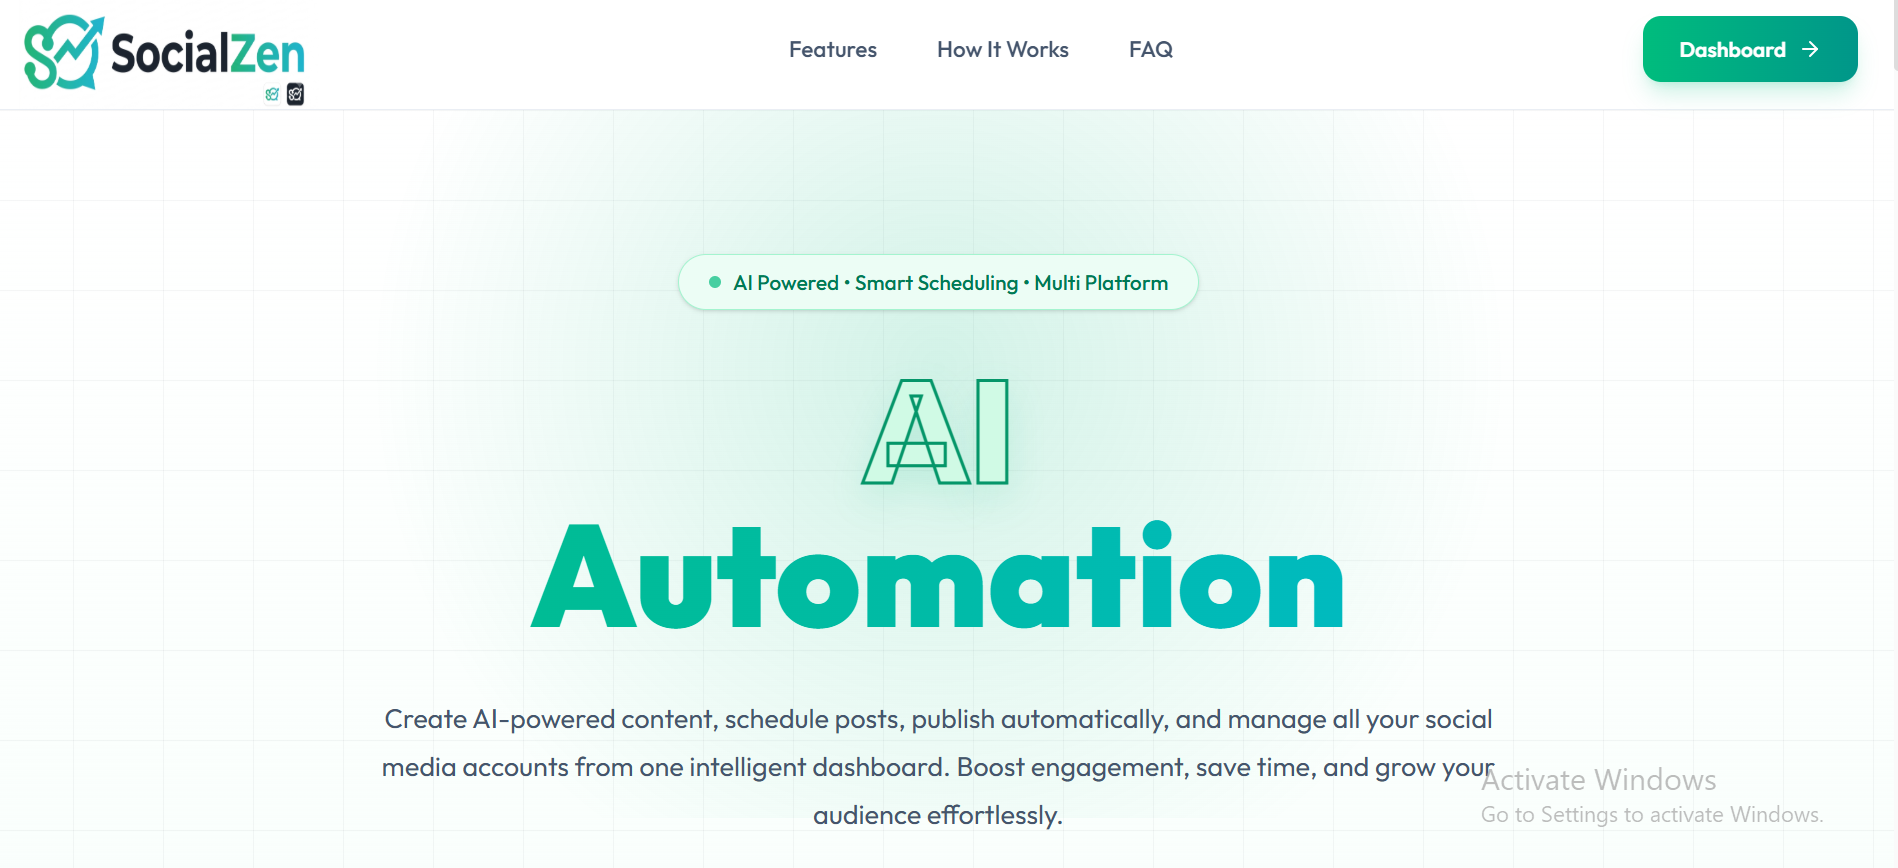 SocialZen
Features
How It Works
FAQ
Dashboard →
AI Powered • Smart Scheduling • Multi Platform
AI
Automation
Create AI-powered content, schedule posts, publish automatically, and manage all your social
media accounts from one intelligent dashboard. Boost engagement, save time, and grow your
audience effortlessly.
Activate Windows
Go to Settings to activate Windows.